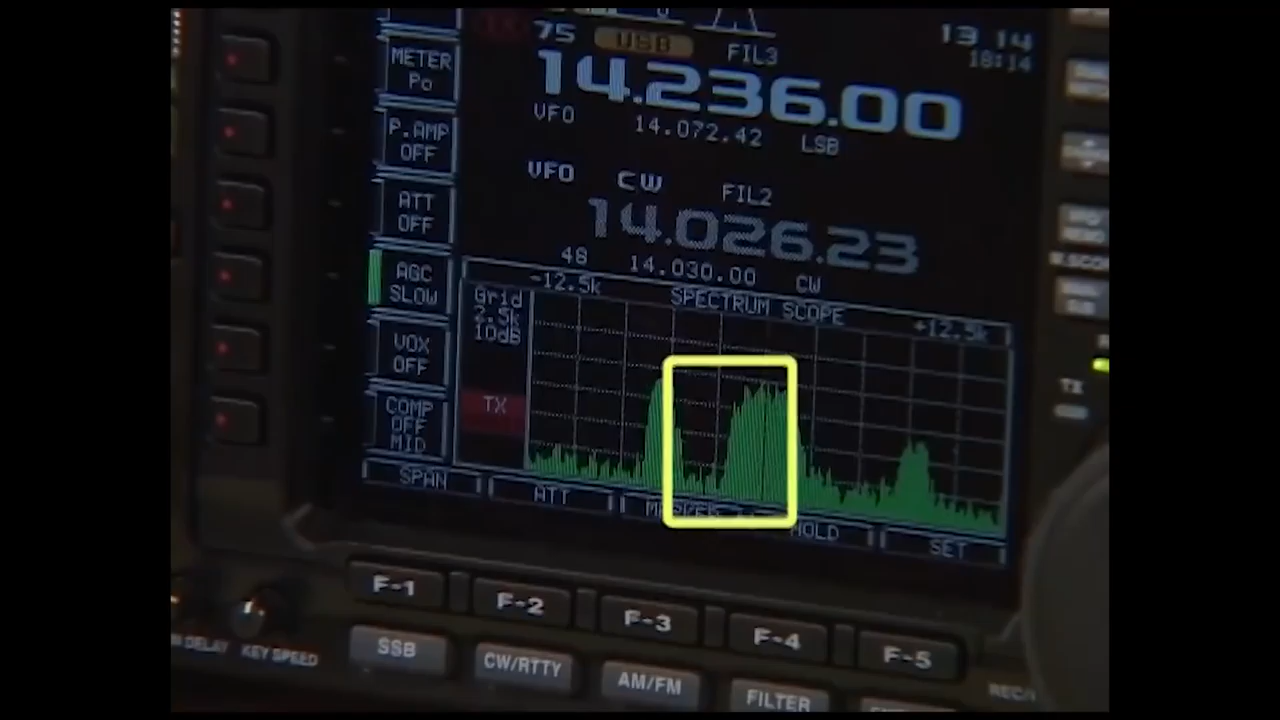 75 USB FIL3 13 14
18:14
METER
Po
14.236.00
VFO 14.072.42 LSB
P.AMP
OFF
VFO CW FIL2
ATT
OFF
14.026.23
48 14.030.00 CW
AGC
SLOW
-12.5k SPECTRUM SCOPE +12.5k
Grid
2.5k
10dB
VOX
OFF
TX
TX
COMP
OFF
MID
SPAN ATT MARKER HOLD SET
F-1 F-2 F-3 F-4 F-5
DELAY KEY SPEED
SSB CW/RTTY AM/FM FILTER